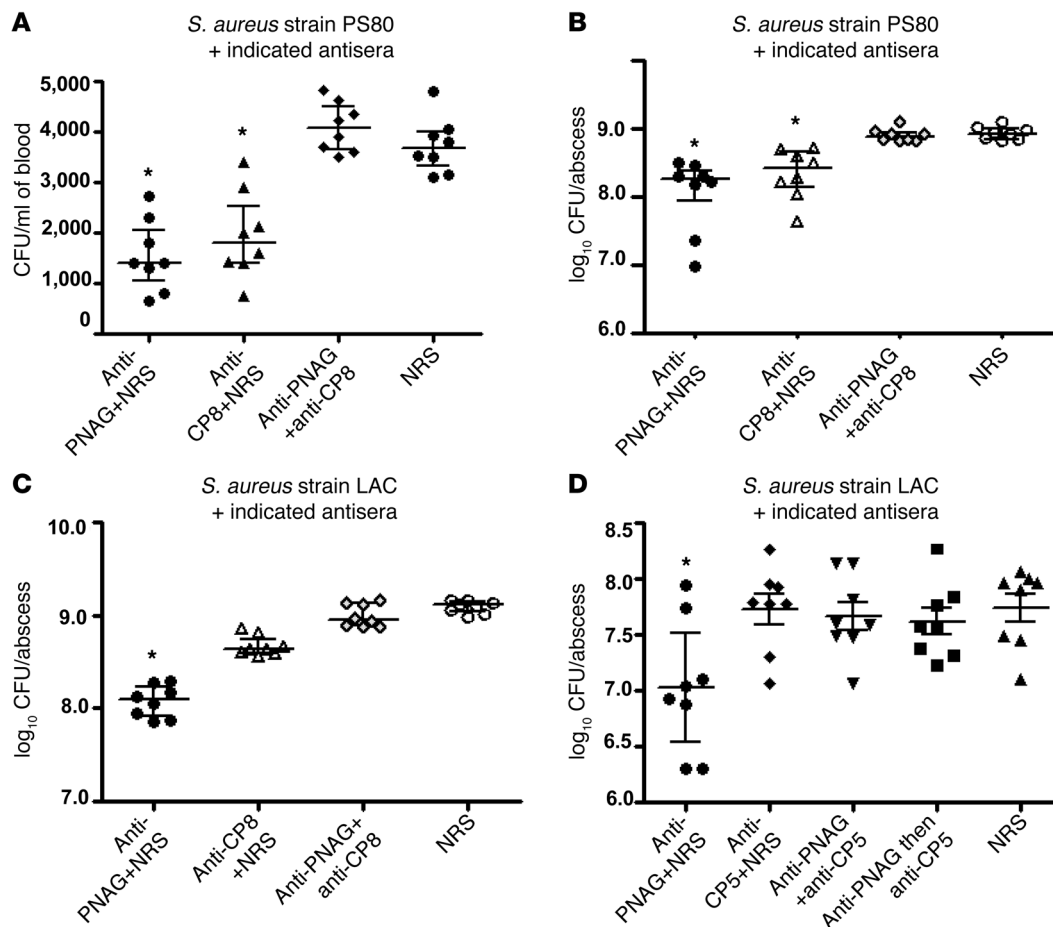 A
S. aureus strain PS80
+ indicated antisera
CFU/ml of blood
5,000
4,000
3,000
2,000
1,000
0
*
*
Anti-
PNAG+NRS
Anti-
CP8+NRS
Anti-PNAG
+anti-CP8
NRS
B
S. aureus strain PS80
+ indicated antisera
log10 CFU/abscess
9.0
8.0
7.0
6.0
*
*
Anti-
PNAG+NRS
Anti-
CP8+NRS
Anti-PNAG
+anti-CP8
NRS
C
S. aureus strain LAC
+ indicated antisera
log10 CFU/abscess
10.0
9.0
8.0
7.0
*
Anti-
PNAG+NRS
Anti-CP8
+NRS
Anti-PNAG+
anti-CP8
NRS
D
S. aureus strain LAC
+ indicated antisera
log10 CFU/abscess
8.5
8.0
7.5
7.0
6.5
6.0
*
Anti-
PNAG+NRS
Anti-
CP5+NRS
Anti-PNAG
+anti-CP5
Anti-PNAG then
anti-CP5
NRS